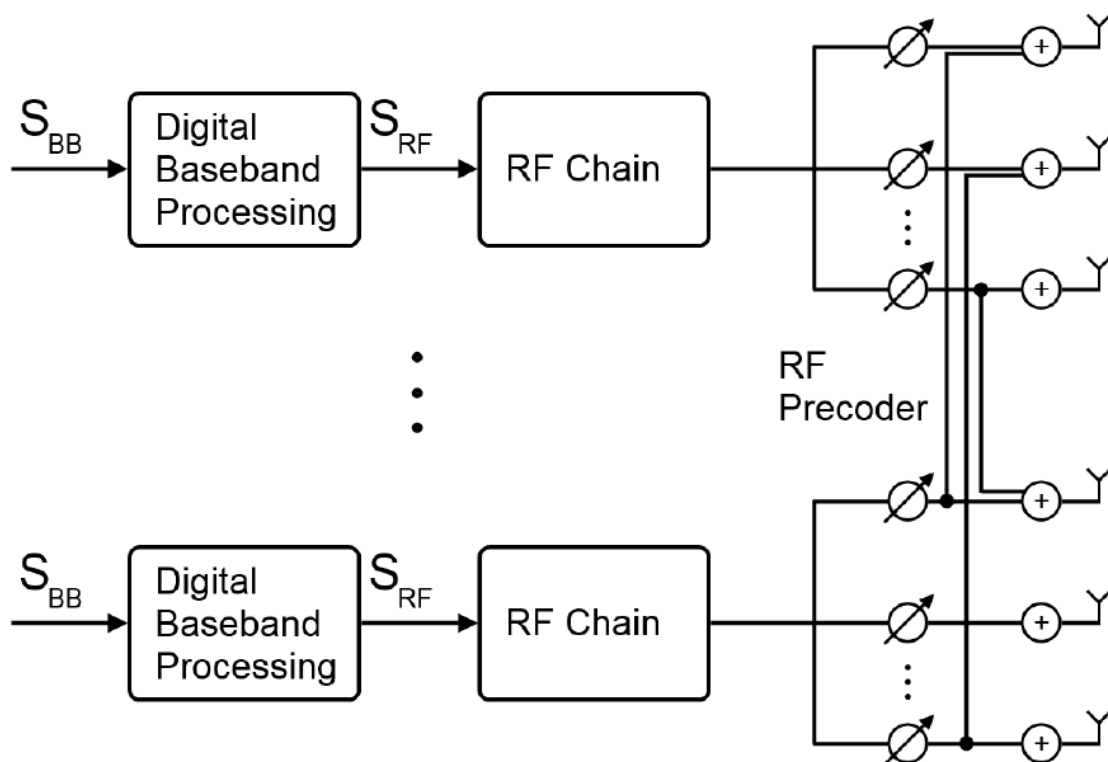 S_BB
Digital
Baseband
Processing
S_RF
RF Chain
+
+
+
RF
Precoder
S_BB
Digital
Baseband
Processing
S_RF
RF Chain
+
+
+